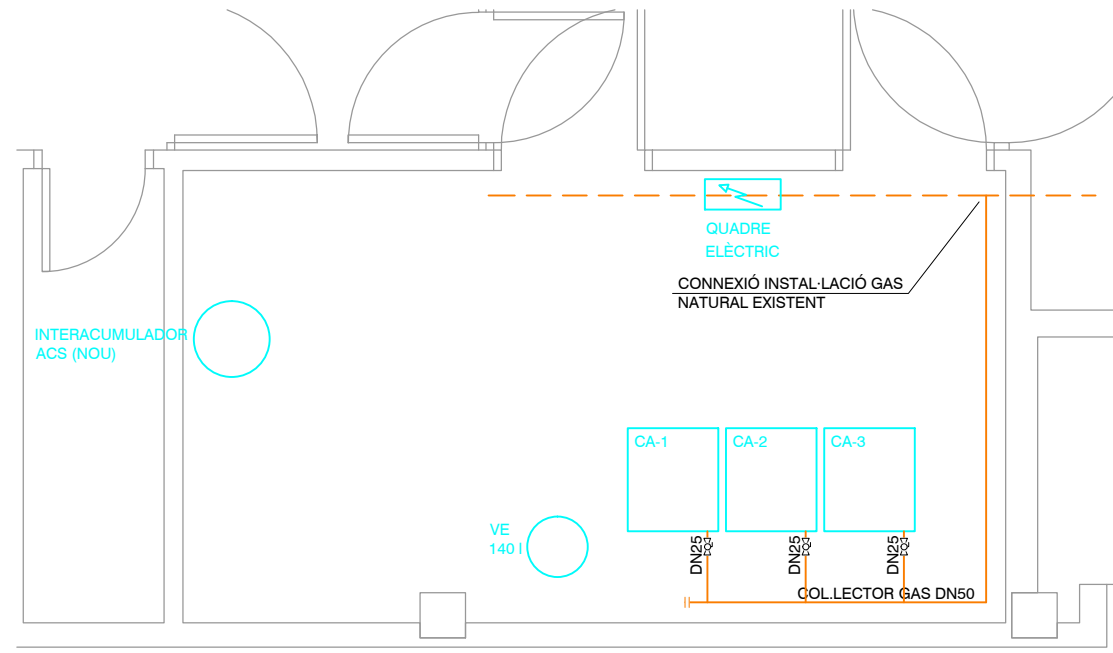 QUADRE
ELÈCTRIC
CONNEXIÓ INSTAL·LACIÓ GAS
NATURAL EXISTENT
INTERACUMULADOR
ACS (NOU)
CA-1
CA-2
CA-3
VE
140 l
DN25
DN25
DN25
COL.LECTOR GAS DN50